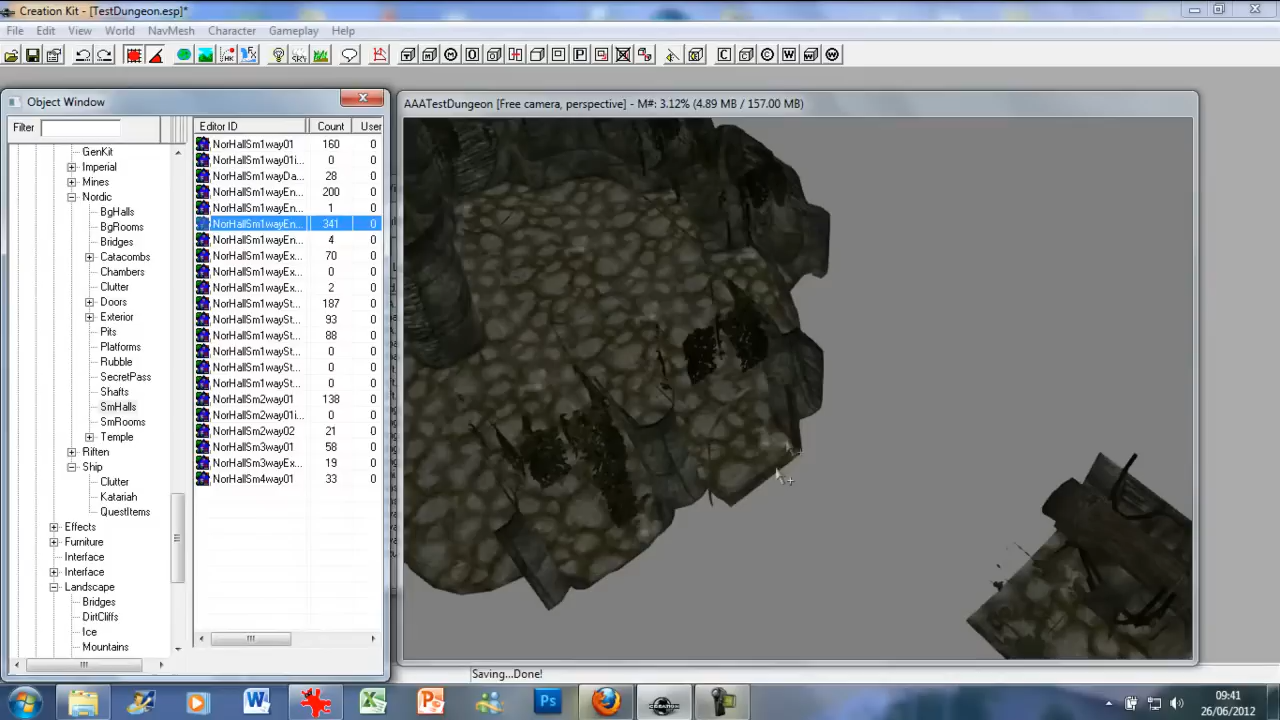 Creation Kit - [TestDungeon.esp]*
File Edit View World NavMesh Character Gameplay Help
Object Window
Filter
GenKit
Imperial
Mines
Nordic
BgHalls
BgRooms
Bridges
Catacombs
Chambers
Clutter
Doors
Exterior
Pits
Platforms
Rubble
SecretPass
Shafts
SmHalls
SmRooms
Temple
Riften
Ship
Clutter
Katariah
QuestItems
Effects
Furniture
Interface
Interface
Landscape
Bridges
DirtCliffs
Ice
Mountains
Editor ID Count User
NorHallSm1way01 160 0
NorHallSm1way01i... 0 0
NorHallSm1wayDa... 28 0
NorHallSm1wayEn... 200 0
NorHallSm1wayEn... 1 0
NorHallSm1wayEn... 341 0
NorHallSm1wayEn... 4 0
NorHallSm1wayEx... 70 0
NorHallSm1wayEx... 0 0
NorHallSm1wayEx... 2 0
NorHallSm1waySt... 187 0
NorHallSm1waySt... 93 0
NorHallSm1waySt... 88 0
NorHallSm1waySt... 0 0
NorHallSm1waySt... 0 0
NorHallSm1waySt... 0 0
NorHallSm2way01 138 0
NorHallSm2way01i... 0 0
NorHallSm2way02 21 0
NorHallSm3way01 58 0
NorHallSm3wayEx... 19 0
NorHallSm4way01 33 0
AAATestDungeon [Free camera, perspective] - M#: 3.12% (4.89 MB / 157.00 MB)
Saving...Done!
09:41
26/06/2012